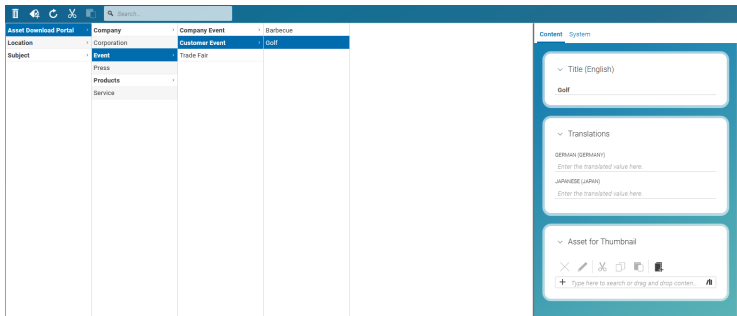 Search...
Asset Download Portal
Location
Subject
Company
Corporation
Event
Press
Products
Service
Company Event
Customer Event
Trade Fair
Barbecue
Golf
Content System
Title (English)
Golf
Translations
GERMAN (GERMANY)
Enter the translated value here.
JAPANESE (JAPAN)
Enter the translated value here.
Asset for Thumbnail
Type here to search or drag and drop conten...